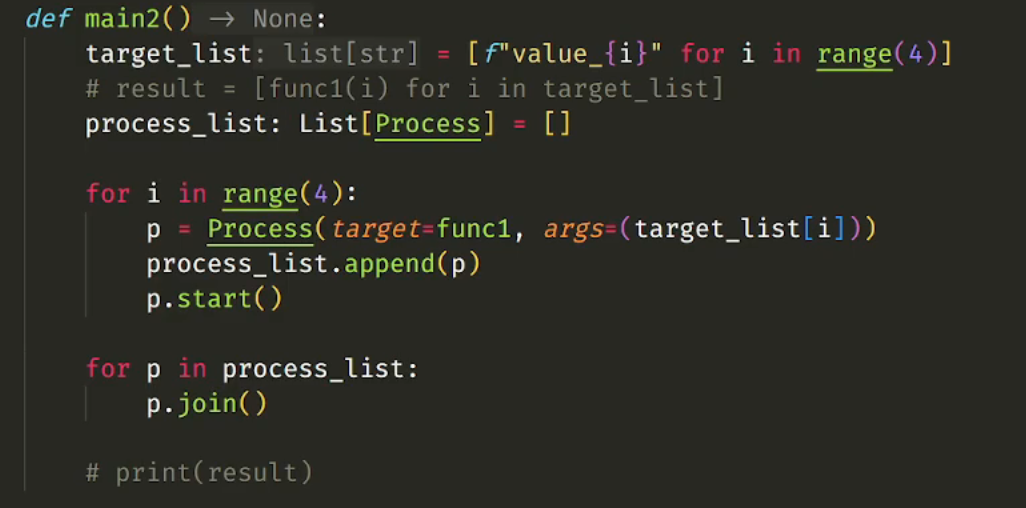 def main2() → None:
    target_list: list[str] = [f"value_{i}" for i in range(4)]
    # result = [func1(i) for i in target_list]
    process_list: List[Process] = []

    for i in range(4):
        p = Process(target=func1, args=(target_list[i]))
        process_list.append(p)
        p.start()

    for p in process_list:
        p.join()

    # print(result)